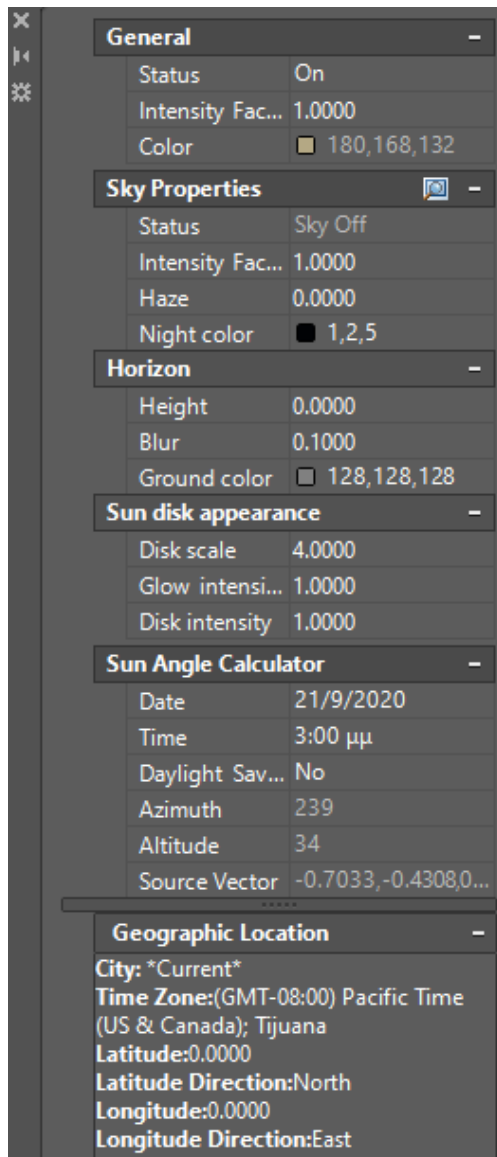 General
Status On
Intensity Fac... 1.0000
Color 180,168,132
Sky Properties
Status Sky Off
Intensity Fac... 1.0000
Haze 0.0000
Night color 1,2,5
Horizon
Height 0.0000
Blur 0.1000
Ground color 128,128,128
Sun disk appearance
Disk scale 4.0000
Glow intensi... 1.0000
Disk intensity 1.0000
Sun Angle Calculator
Date 21/9/2020
Time 3:00 μμ
Daylight Sav... No
Azimuth 239
Altitude 34
Source Vector -0.7033,-0.4308,0...
Geographic Location
City: *Current*
Time Zone:(GMT-08:00) Pacific Time
(US & Canada); Tijuana
Latitude:0.0000
Latitude Direction:North
Longitude:0.0000
Longitude Direction:East